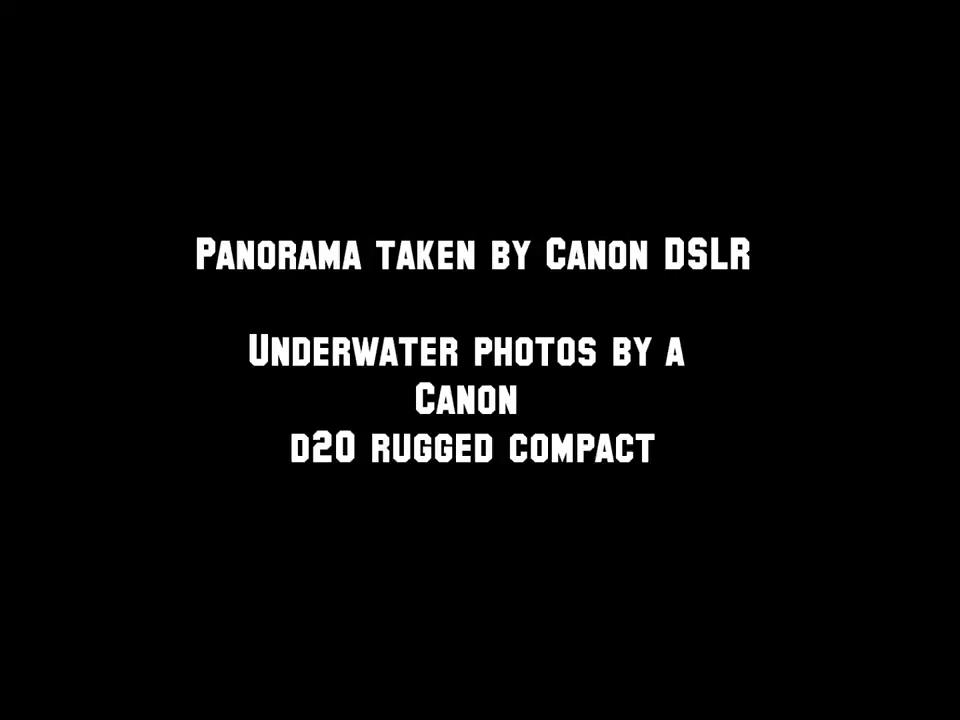 Panorama taken by Canon DSLR
Underwater photos by a
Canon
d20 rugged compact